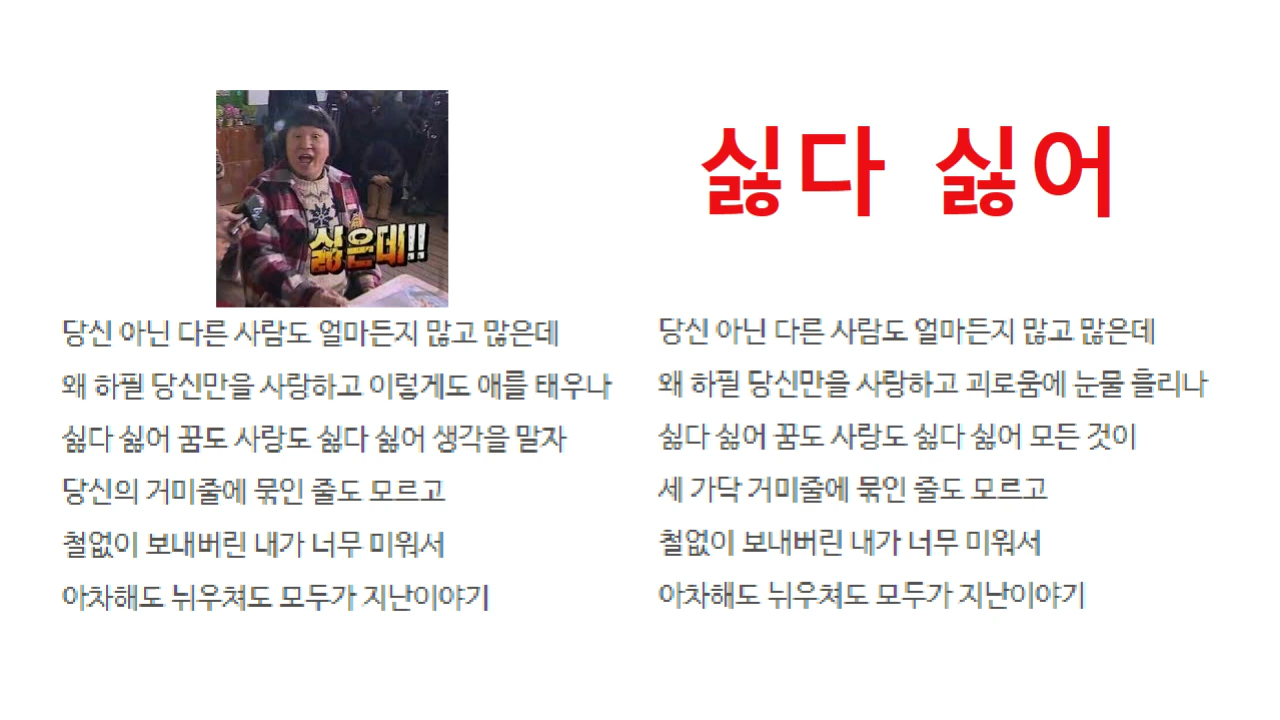 싫은데!!
당신 아닌 다른 사람도 얼마든지 많고 많은데
왜 하필 당신만을 사랑하고 이렇게도 애를 태우나
싫다 싫어 꿈도 사랑도 싫다 싫어 생각을 말자
당신의 거미줄에 묶인 줄도 모르고
철없이 보내버린 내가 너무 미워서
아차해도 뉘우쳐도 모두가 지난이야기
싫다 싫어
당신 아닌 다른 사람도 얼마든지 많고 많은데
왜 하필 당신만을 사랑하고 괴로움에 눈물 흘리나
싫다 싫어 꿈도 사랑도 싫다 싫어 모든 것이
세 가닥 거미줄에 묶인 줄도 모르고
철없이 보내버린 내가 너무 미워서
아차해도 뉘우쳐도 모두가 지난이야기